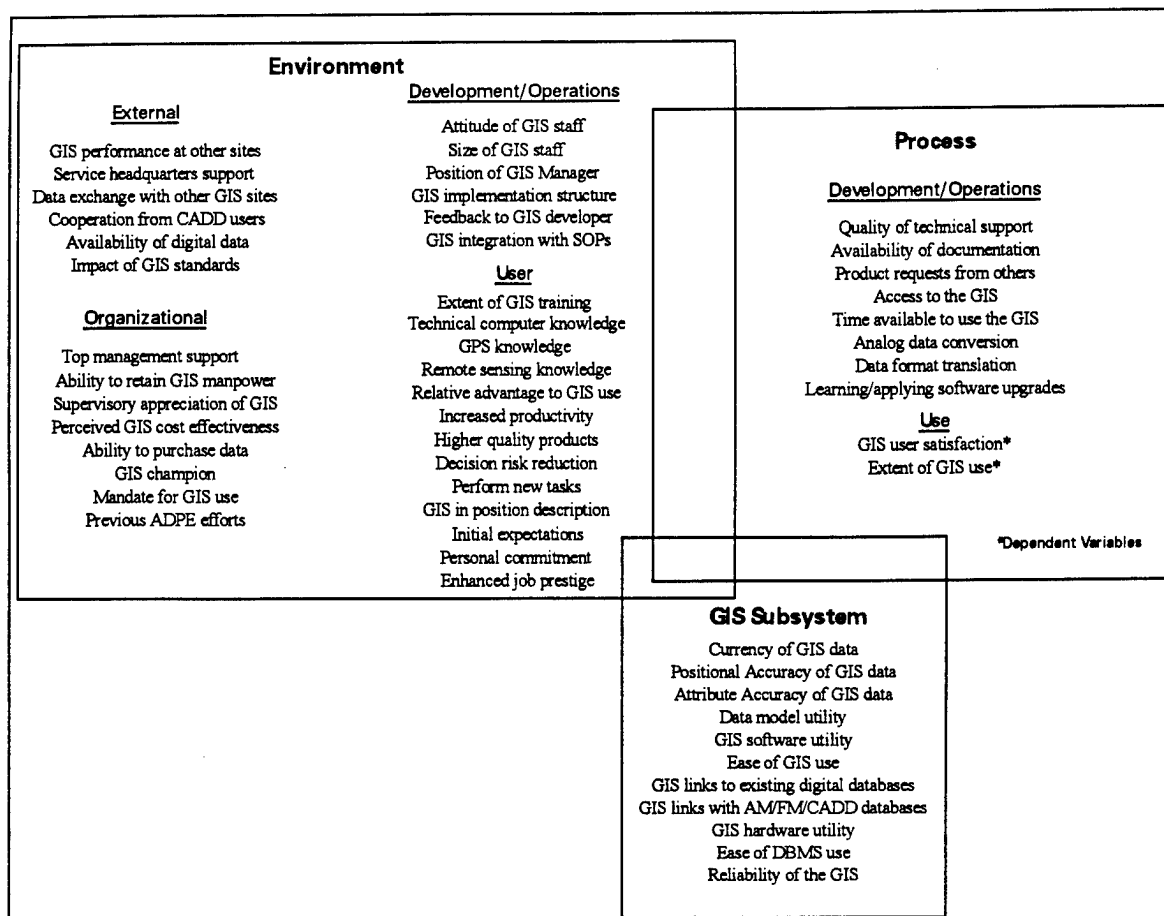 Environment
External
GIS performance at other sites
Service headquarters support
Data exchange with other GIS sites
Cooperation from CADD users
Availability of digital data
Impact of GIS standards
Organizational
Top management support
Ability to retain GIS manpower
Supervisory appreciation of GIS
Perceived GIS cost effectiveness
Ability to purchase data
GIS champion
Mandate for GIS use
Previous ADPE efforts
Development/Operations
Attitude of GIS staff
Size of GIS staff
Position of GIS Manager
GIS implementation structure
Feedback to GIS developer
GIS integration with SOPs
User
Extent of GIS training
Technical computer knowledge
GPS knowledge
Remote sensing knowledge
Relative advantage to GIS use
Increased productivity
Higher quality products
Decision risk reduction
Perform new tasks
GIS in position description
Initial expectations
Personal commitment
Enhanced job prestige
Process
Development/Operations
Quality of technical support
Availability of documentation
Product requests from others
Access to the GIS
Time available to use the GIS
Analog data conversion
Data format translation
Learning/applying software upgrades
Use
GIS user satisfaction*
Extent of GIS use*
*Dependent Variables
GIS Subsystem
Currency of GIS data
Positional Accuracy of GIS data
Attribute Accuracy of GIS data
Data model utility
GIS software utility
Ease of GIS use
GIS links to existing digital databases
GIS links with AM/FM/CADD databases
GIS hardware utility
Ease of DBMS use
Reliability of the GIS